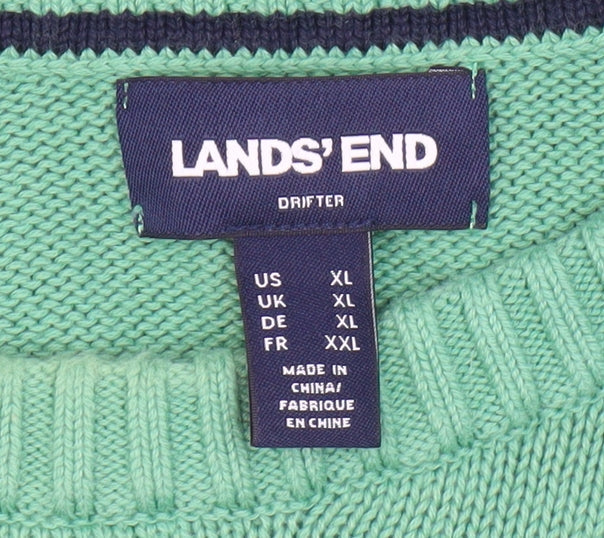 LANDS' END
DRIFTER
US XL
UK XL
DE XL
FR XXL
MADE IN
CHINA/
FABRIQUE
EN CHINE